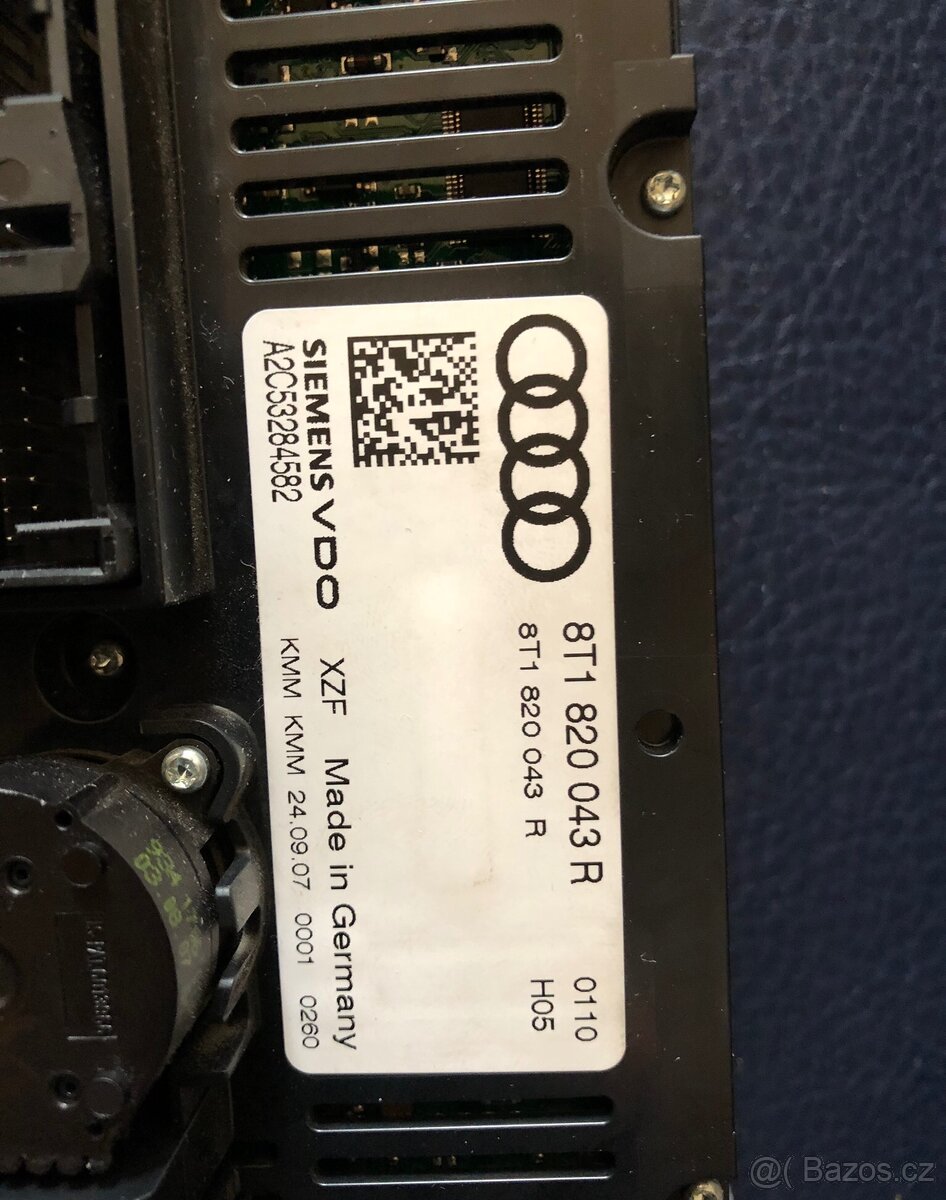 8T1 820 043 R 0110
8T1 820 043 R H05
SIEMENS VDO XZF Made in Germany
A2C53284582 KMM KMM 24.09.07 0001 0260
@( Bazos.cz